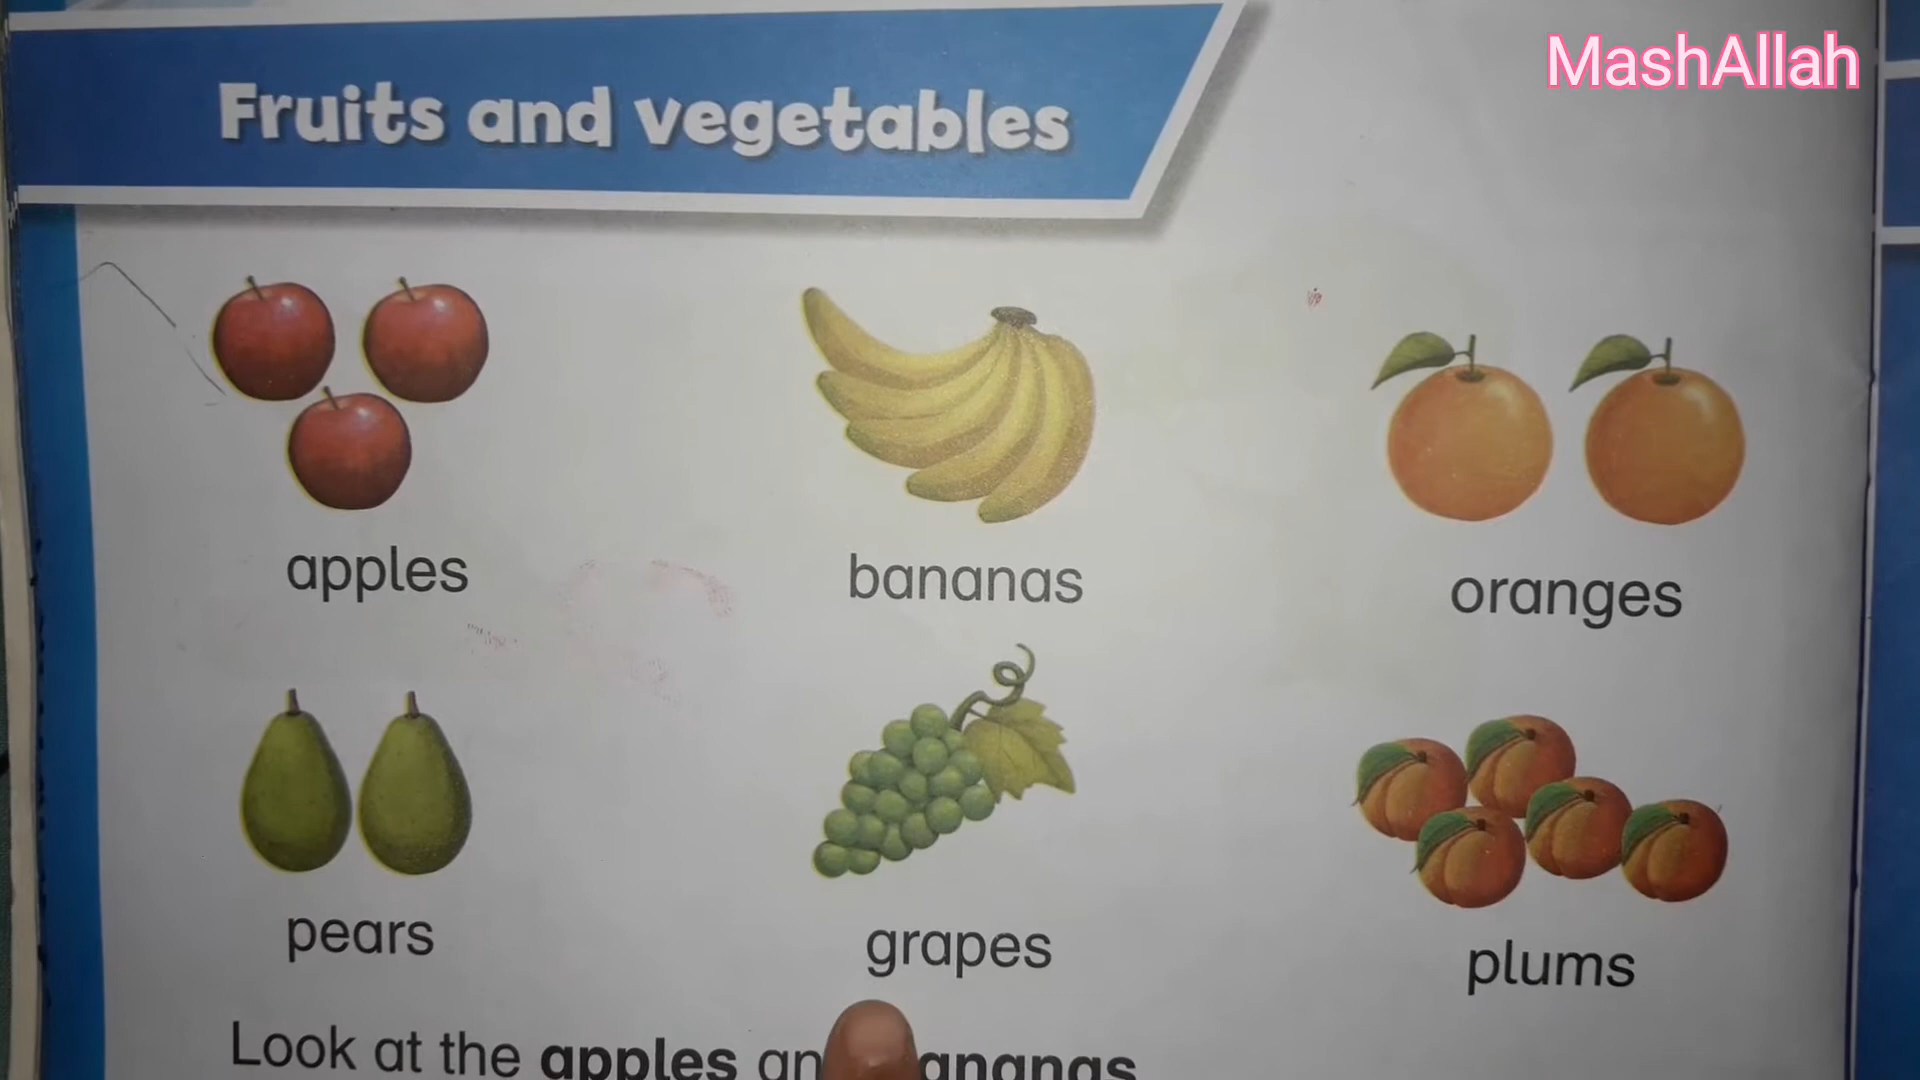 MashAllah
Fruits and vegetables
apples
bananas
oranges
pears
grapes
plums
Look at the apples